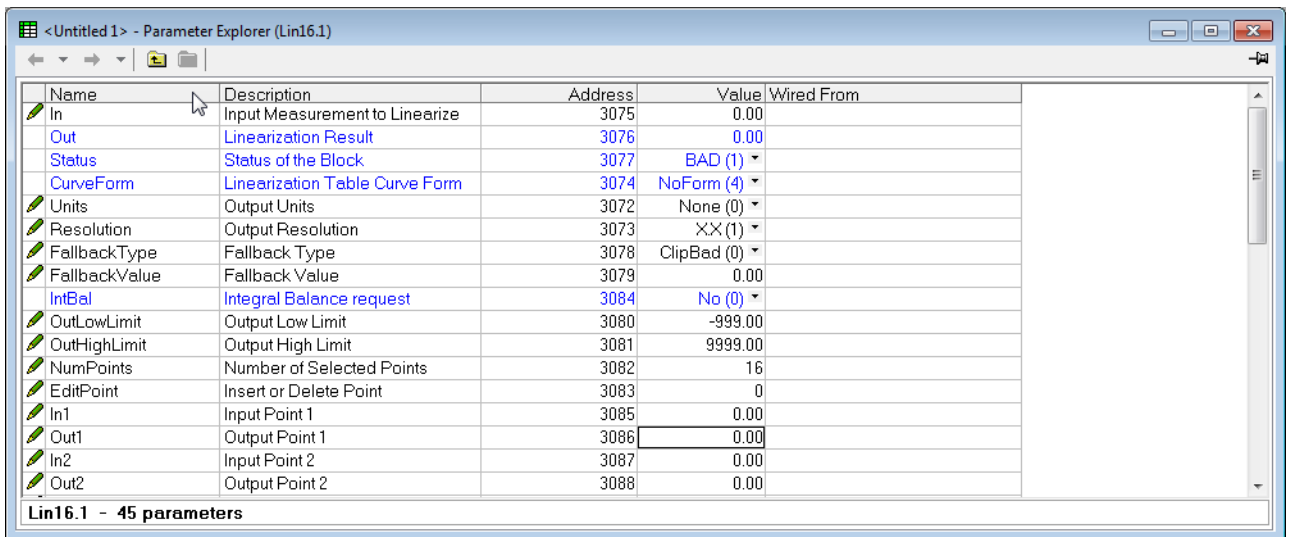 <Untitled 1> - Parameter Explorer (Lin16.1)
Name Description Address Value Wired From
In Input Measurement to Linearize 3075 0.00
Out Linearization Result 3076 0.00
Status Status of the Block 3077 BAD (1)
CurveForm Linearization Table Curve Form 3074 NoForm (4)
Units Output Units 3072 None (0)
Resolution Output Resolution 3073 X.X (1)
FallbackType Fallback Type 3078 ClipBad (0)
FallbackValue Fallback Value 3079 0.00
IntBal Integral Balance request 3084 No (0)
OutLowLimit Output Low Limit 3080 -999.00
OutHighLimit Output High Limit 3081 9999.00
NumPoints Number of Selected Points 3082 16
EditPoint Insert or Delete Point 3083 0
In1 Input Point 1 3085 0.00
Out1 Output Point 1 3086 0.00
In2 Input Point 2 3087 0.00
Out2 Output Point 2 3088 0.00
Lin16.1 - 45 parameters